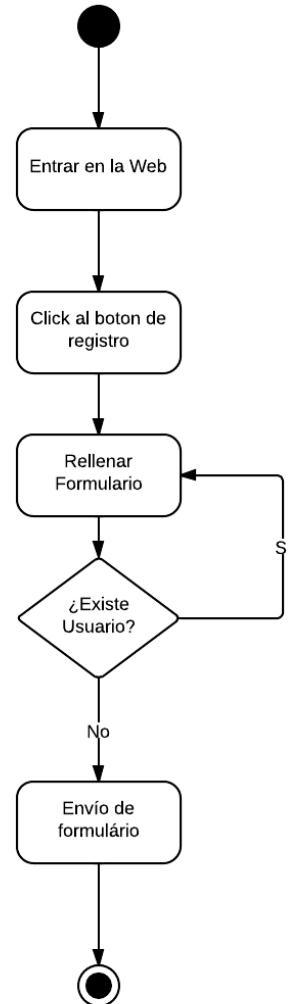 Entrar en la Web
Click al boton de
registro
Rellenar
Formulario
S
¿Existe
Usuario?
No
Envío de
formulário